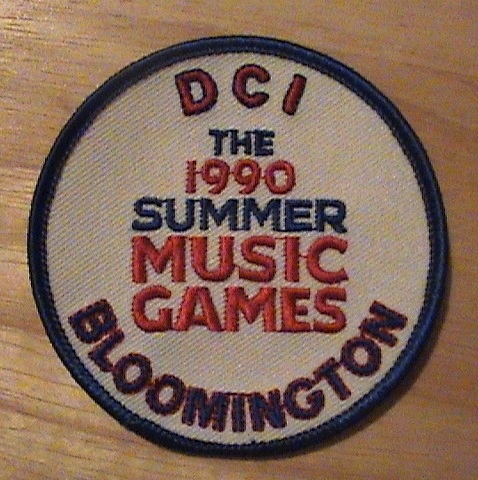 DCI
THE
1990
SUMMER
MUSIC
GAMES
BLOOMINGTON